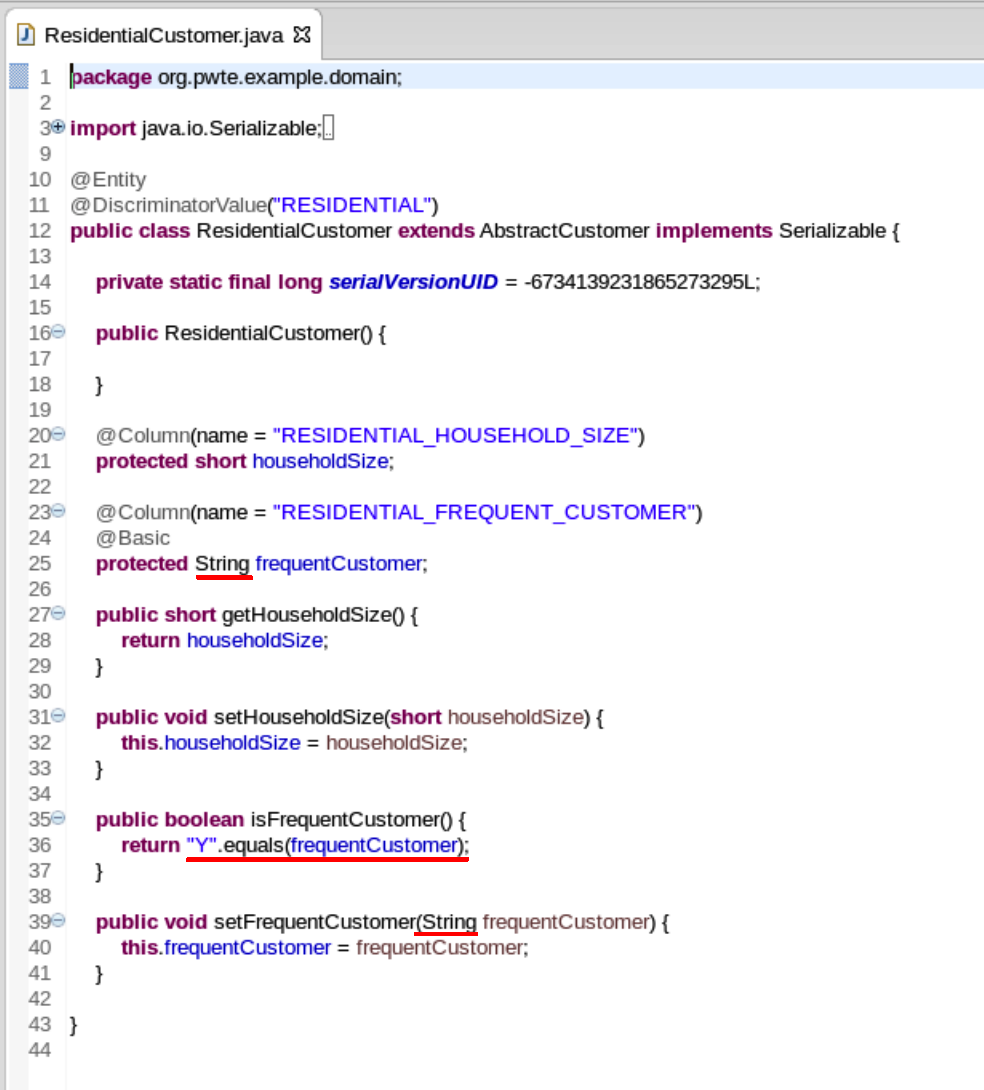 ResidentialCustomer.java
1 package org.pwte.example.domain;
2
3 import java.io.Serializable;
9
10 @Entity
11 @DiscriminatorValue("RESIDENTIAL")
12 public class ResidentialCustomer extends AbstractCustomer implements Serializable {
13
14 private static final long serialVersionUID = -6734139231865273295L;
15
16 public ResidentialCustomer() {
17
18 }
19
20 @Column(name = "RESIDENTIAL_HOUSEHOLD_SIZE")
21 protected short householdSize;
22
23 @Column(name = "RESIDENTIAL_FREQUENT_CUSTOMER")
24 @Basic
25 protected String frequentCustomer;
26
27 public short getHouseholdSize() {
28 return householdSize;
29 }
30
31 public void setHouseholdSize(short householdSize) {
32 this.householdSize = householdSize;
33 }
34
35 public boolean isFrequentCustomer() {
36 return "Y".equals(frequentCustomer);
37 }
38
39 public void setFrequentCustomer(String frequentCustomer) {
40 this.frequentCustomer = frequentCustomer;
41 }
42
43 }
44